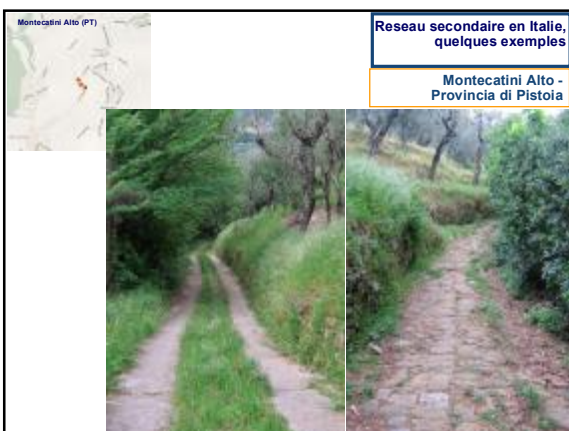 Montecatini Alto (PT)
Reseau secondaire en Italie,
quelques exemples
Montecatini Alto -
Provincia di Pistoia